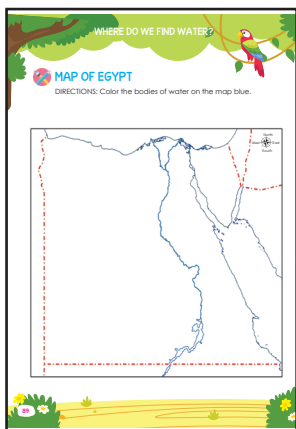 WHERE DO WE FIND WATER?
MAP OF EGYPT
DIRECTIONS: Color the bodies of water on the map blue.
North
West East
South
89